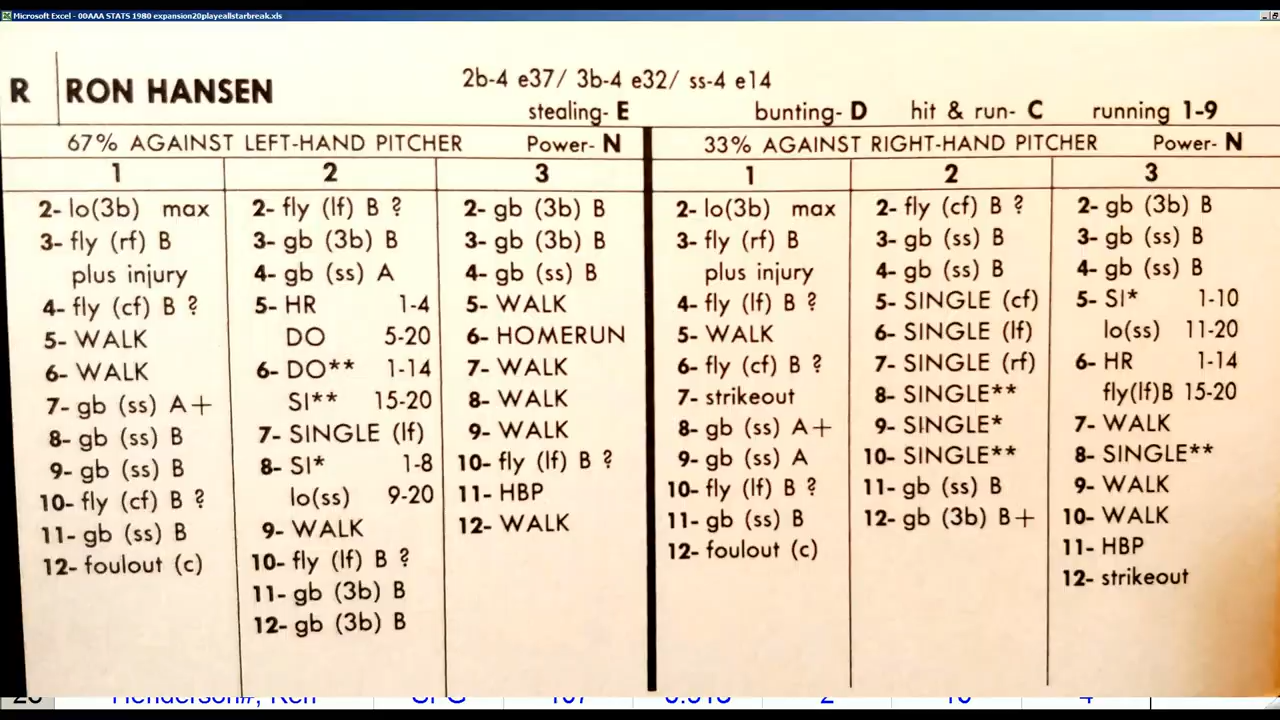 Microsoft Excel - 00AAA STATS 1980 expansion20playeallstarbreak.xls
R RON HANSEN 2b-4 e37/ 3b-4 e32/ ss-4 e14
stealing- E bunting- D hit & run- C running 1-9
67% AGAINST LEFT-HAND PITCHER Power- N
1
2- lo(3b) max
3- fly (rf) B
plus injury
4- fly (cf) B ?
5- WALK
6- WALK
7- gb (ss) A+
8- gb (ss) B
9- gb (ss) B
10- fly (cf) B ?
11- gb (ss) B
12- foulout (c)
2
2- fly (lf) B ?
3- gb (3b) B
4- gb (ss) A
5- HR 1-4
DO 5-20
6- DO** 1-14
SI** 15-20
7- SINGLE (lf)
8- SI* 1-8
lo(ss) 9-20
9- WALK
10- fly (lf) B ?
11- gb (3b) B
12- gb (3b) B
3
2- gb (3b) B
3- gb (3b) B
4- gb (ss) B
5- WALK
6- HOMERUN
7- WALK
8- WALK
9- WALK
10- fly (lf) B ?
11- HBP
12- WALK
33% AGAINST RIGHT-HAND PITCHER Power- N
1
2- lo(3b) max
3- fly (rf) B
plus injury
4- fly (lf) B ?
5- WALK
6- fly (cf) B ?
7- strikeout
8- gb (ss) A+
9- gb (ss) A
10- fly (lf) B ?
11- gb (ss) B
12- foulout (c)
2
2- fly (cf) B ?
3- gb (ss) B
4- gb (ss) B
5- SINGLE (cf)
6- SINGLE (lf)
7- SINGLE (rf)
8- SINGLE**
9- SINGLE*
10- SINGLE**
11- gb (ss) B
12- gb (3b) B+
3
2- gb (3b) B
3- gb (ss) B
4- gb (ss) B
5- SI* 1-10
lo(ss) 11-20
6- HR 1-14
fly(lf)B 15-20
7- WALK
8- SINGLE**
9- WALK
10- WALK
11- HBP
12- strikeout
Henderson#, Ken